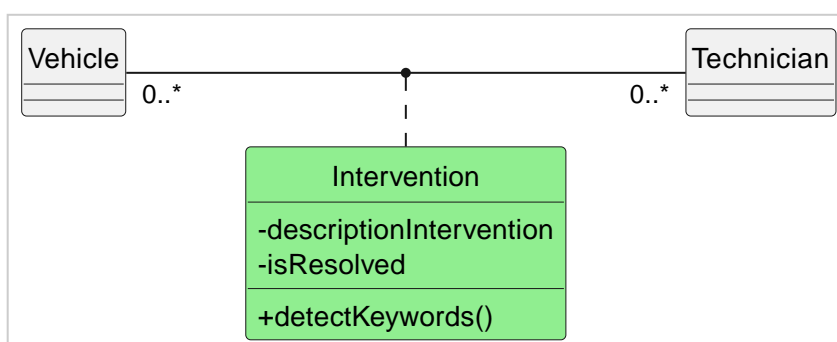 Vehicle
Technician
0..*
0..*
Intervention
-descriptionIntervention
-isResolved
+detectKeywords()